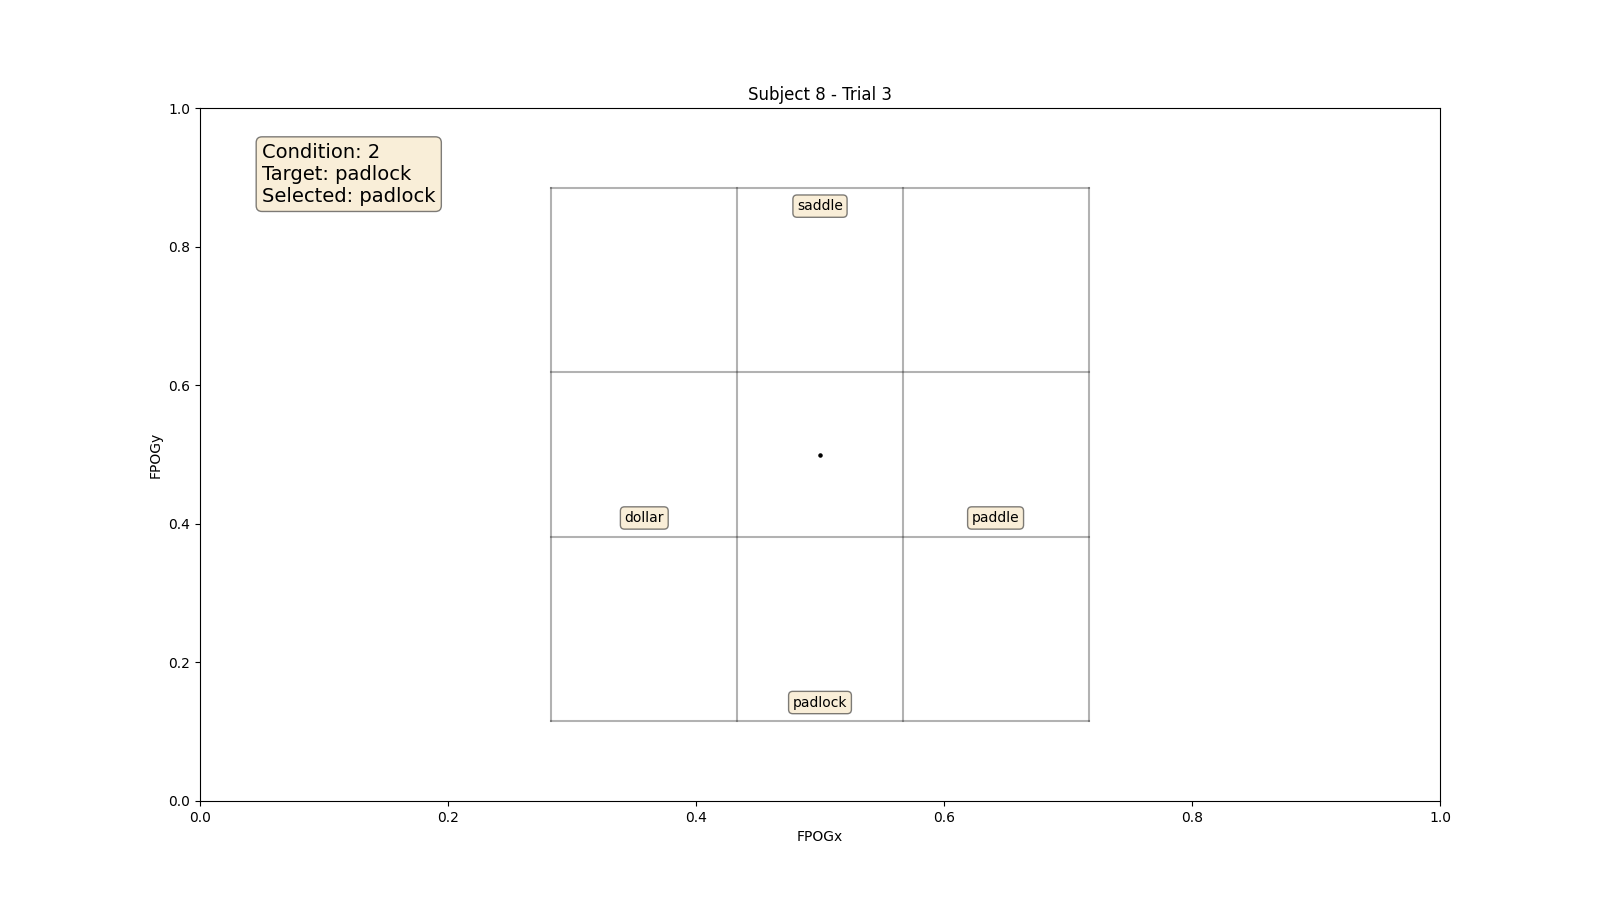 Subject 8 - Trial 3
1.0
Condition: 2
Target: padlock
Selected: padlock
saddle
0.8
0.6
FPOGy
dollar
paddle
0.4
0.2
padlock
0.0
0.0 0.2 0.4 0.6 0.8 1.0
FPOGx